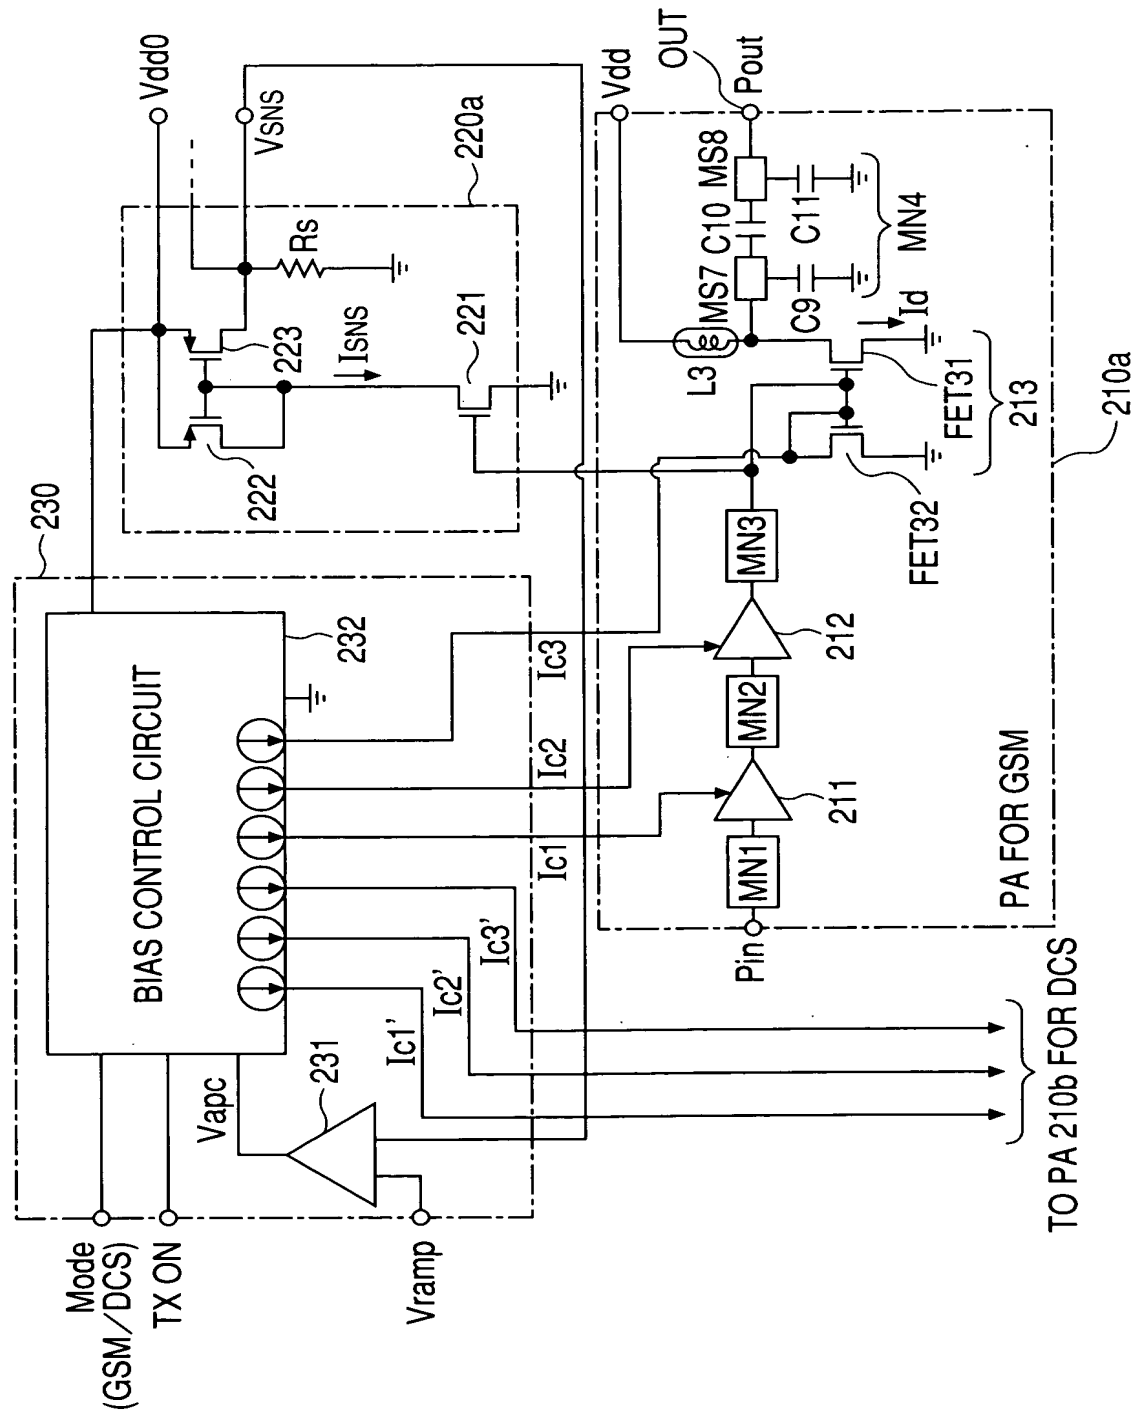 230
BIAS CONTROL CIRCUIT
232
Mode
(GSM/DCS)
TX ON
Vapc
231
Vramp
Ic1'
Ic2'
Ic3'
Ic1
Ic2
Ic3
TO PA 210b FOR DCS
Vdd0
VSNS
220a
Rs
223
222
ISNS
221
Vdd
OUT
Pout
MS8
C10
MS7
C11
C9
MN4
L3
Id
FET31
FET32
213
210a
Pin
MN1
211
MN2
212
MN3
PA FOR GSM